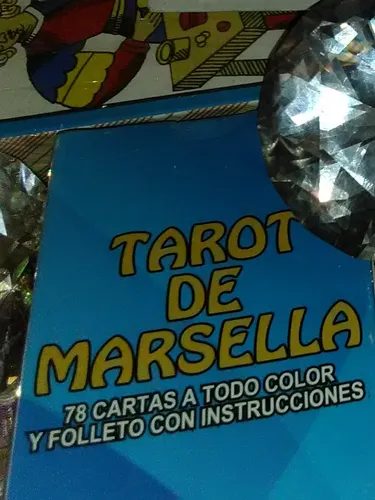 TAROT
DE
MARSELLA
78 CARTAS A TODO COLOR
Y FOLLETO CON INSTRUCCIONES